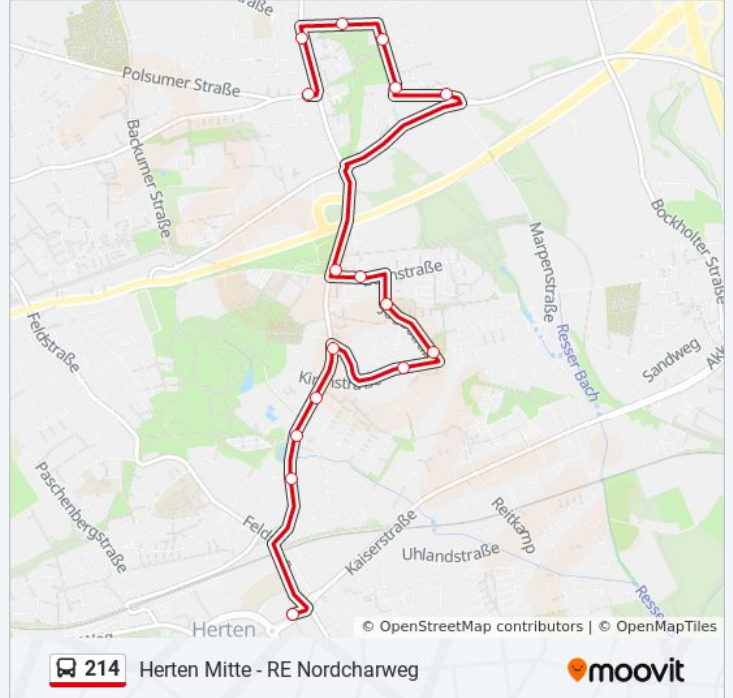 Nordcharweg
Polsumer Straße
Backumer Straße
Bockholter Straße
Marpenstraße
Feldstraße
Resser Bach
Sandweg
Paschenbergstraße
Reitkamp
Kaiserstraße
Uhlandstraße
Herten
© OpenStreetMap contributors | © OpenMapTiles
214 Herten Mitte - RE Nordcharweg
moovit